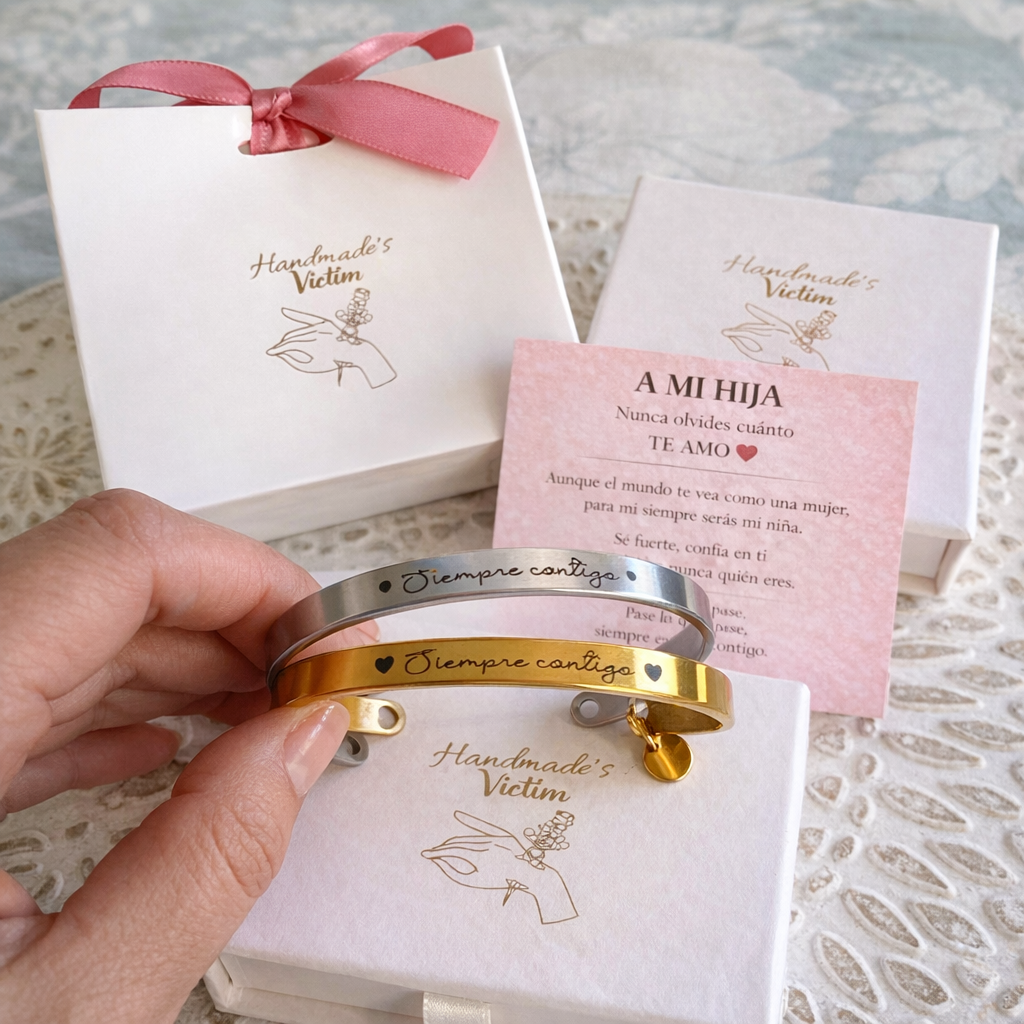 Handmade's
Victim
Handmade's
Victim
A MI HIJA
Nunca olvides cuánto
TE AMO ❤
Aunque el mundo te vea como una mujer,
para mi siempre serás mi niña.
Sé fuerte, confia en ti
nunca quién eres.
Pase lo
siempre
Siempre contigo
♥ Siempre contigo ♥
Handmade's
Victim